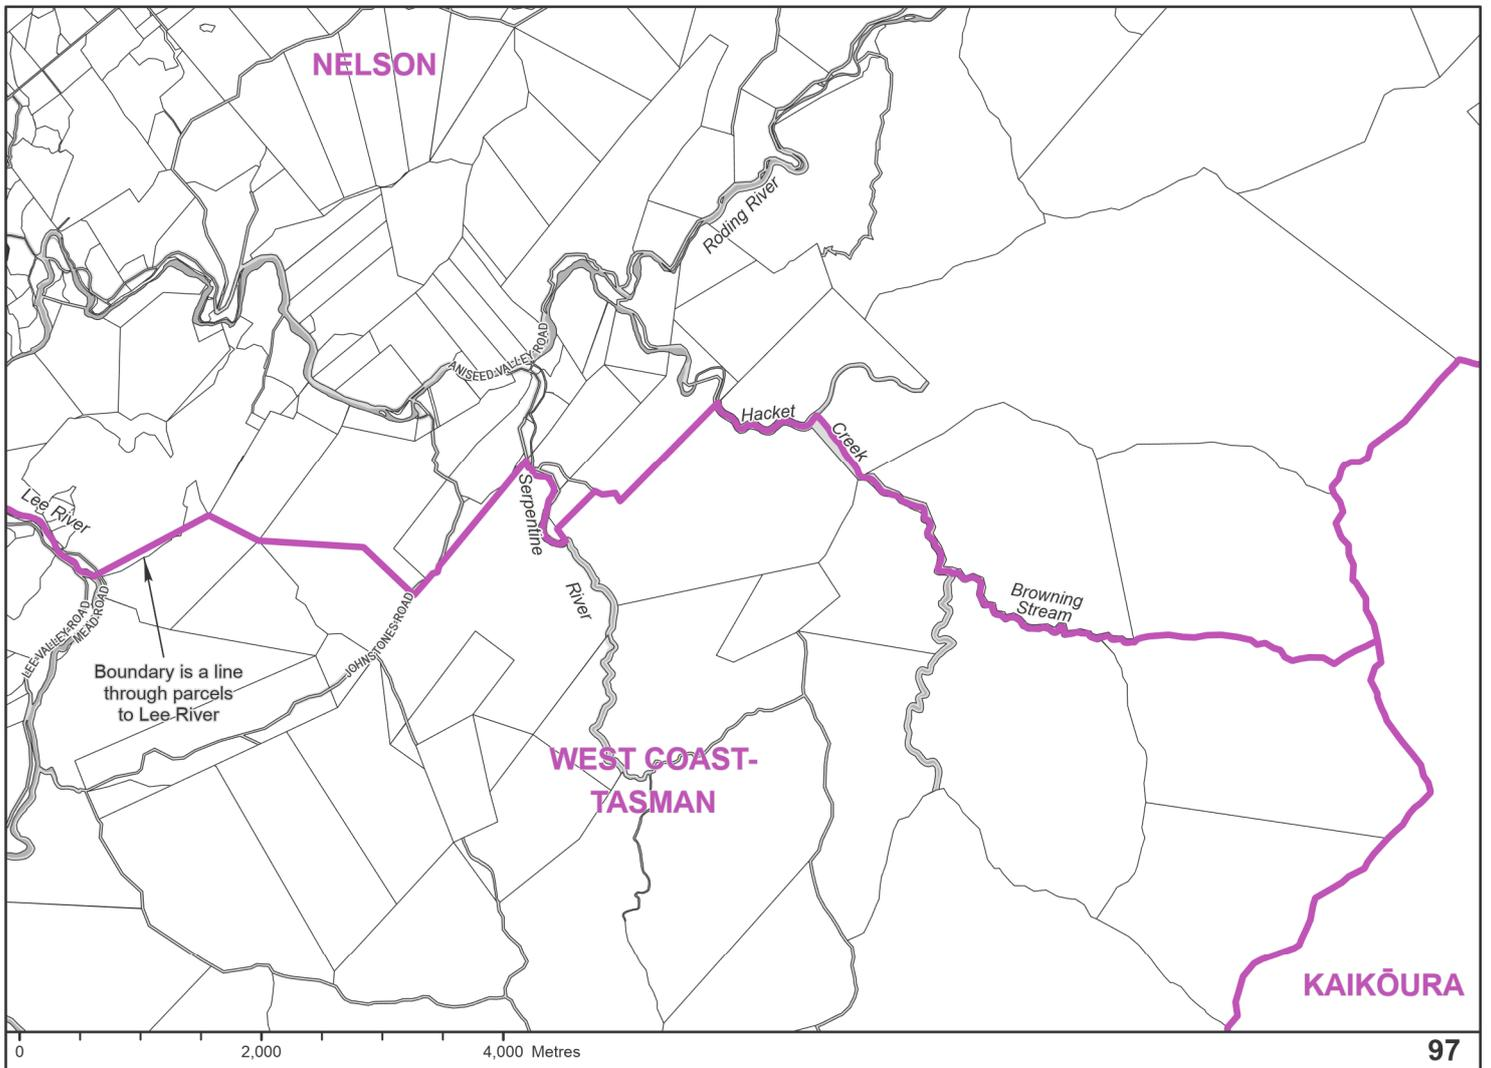 NELSON
Roding River
ANISEED VALLEY ROAD
Hacket
Creek
Lee River
Serpentine
River
Browning
Stream
LEE VALLEY ROAD
MEAD ROAD
JOHNSTONES ROAD
Boundary is a line
through parcels
to Lee River
WEST COAST-
TASMAN
KAIKŌURA
0 2,000 4,000 Metres
97